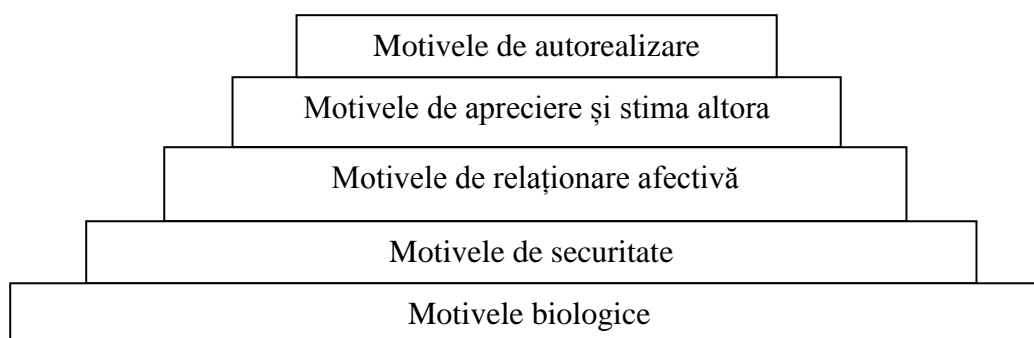 Motivele de autorealizare
Motivele de apreciere și stima altora
Motivele de relaționare afectivă
Motivele de securitate
Motivele biologice